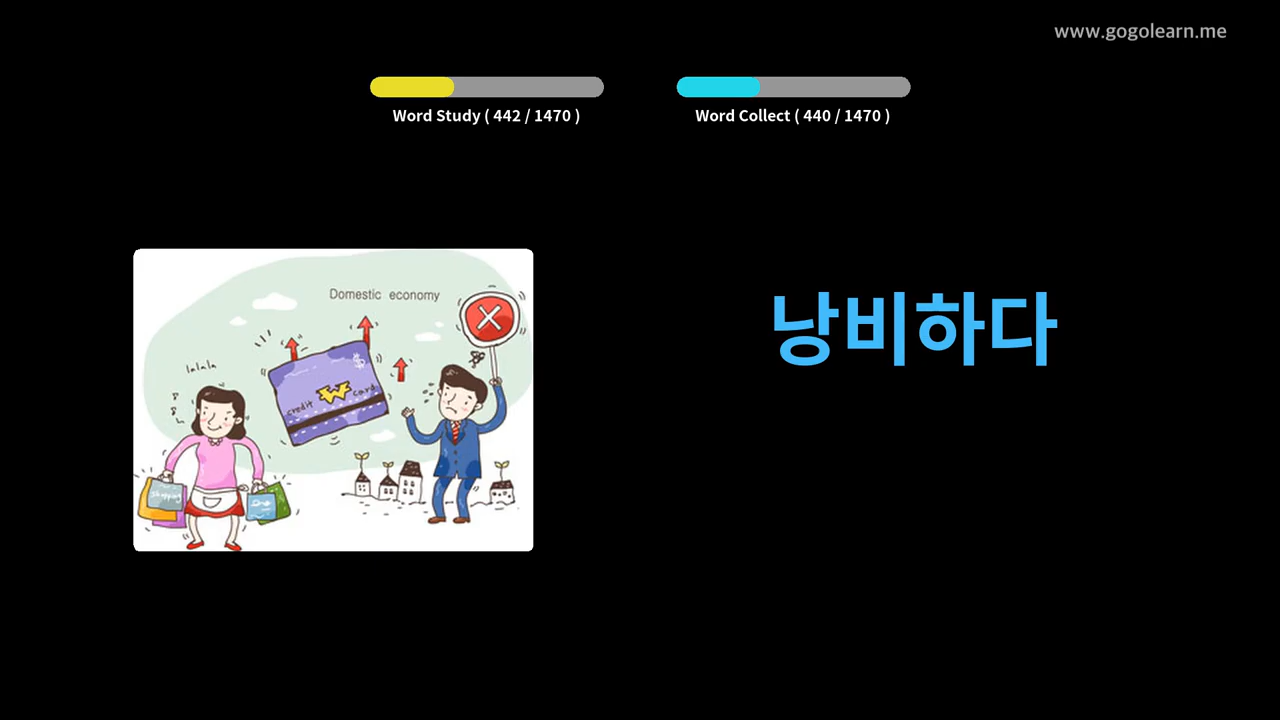 www.gogolearn.me
Word Study ( 442 / 1470 )
Word Collect ( 440 / 1470 )
Domestic economy
lalala
$
credit W card
shopping
낭비하다